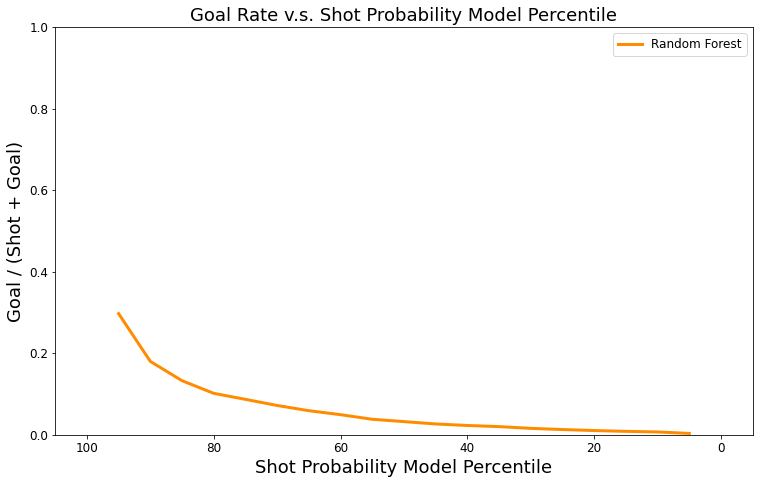 Goal Rate v.s. Shot Probability Model Percentile
Random Forest
Goal / (Shot + Goal)
1.0
0.8
0.6
0.4
0.2
0.0
100 80 60 40 20 0
Shot Probability Model Percentile